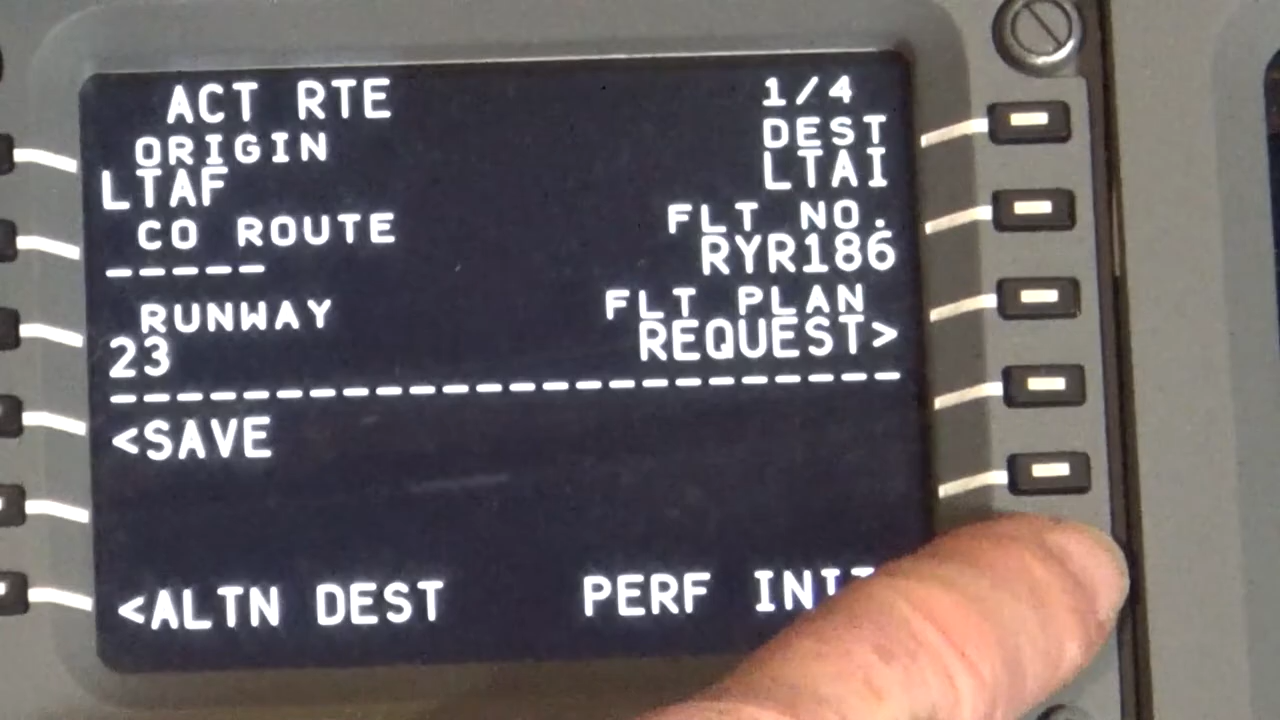 ACT RTE 1/4
ORIGIN DEST
LTAF LTAI
CO ROUTE FLT NO.
----- RYR186
RUNWAY FLT PLAN
23 REQUEST>
------------------------
<SAVE
<ALTN DEST PERF INIT